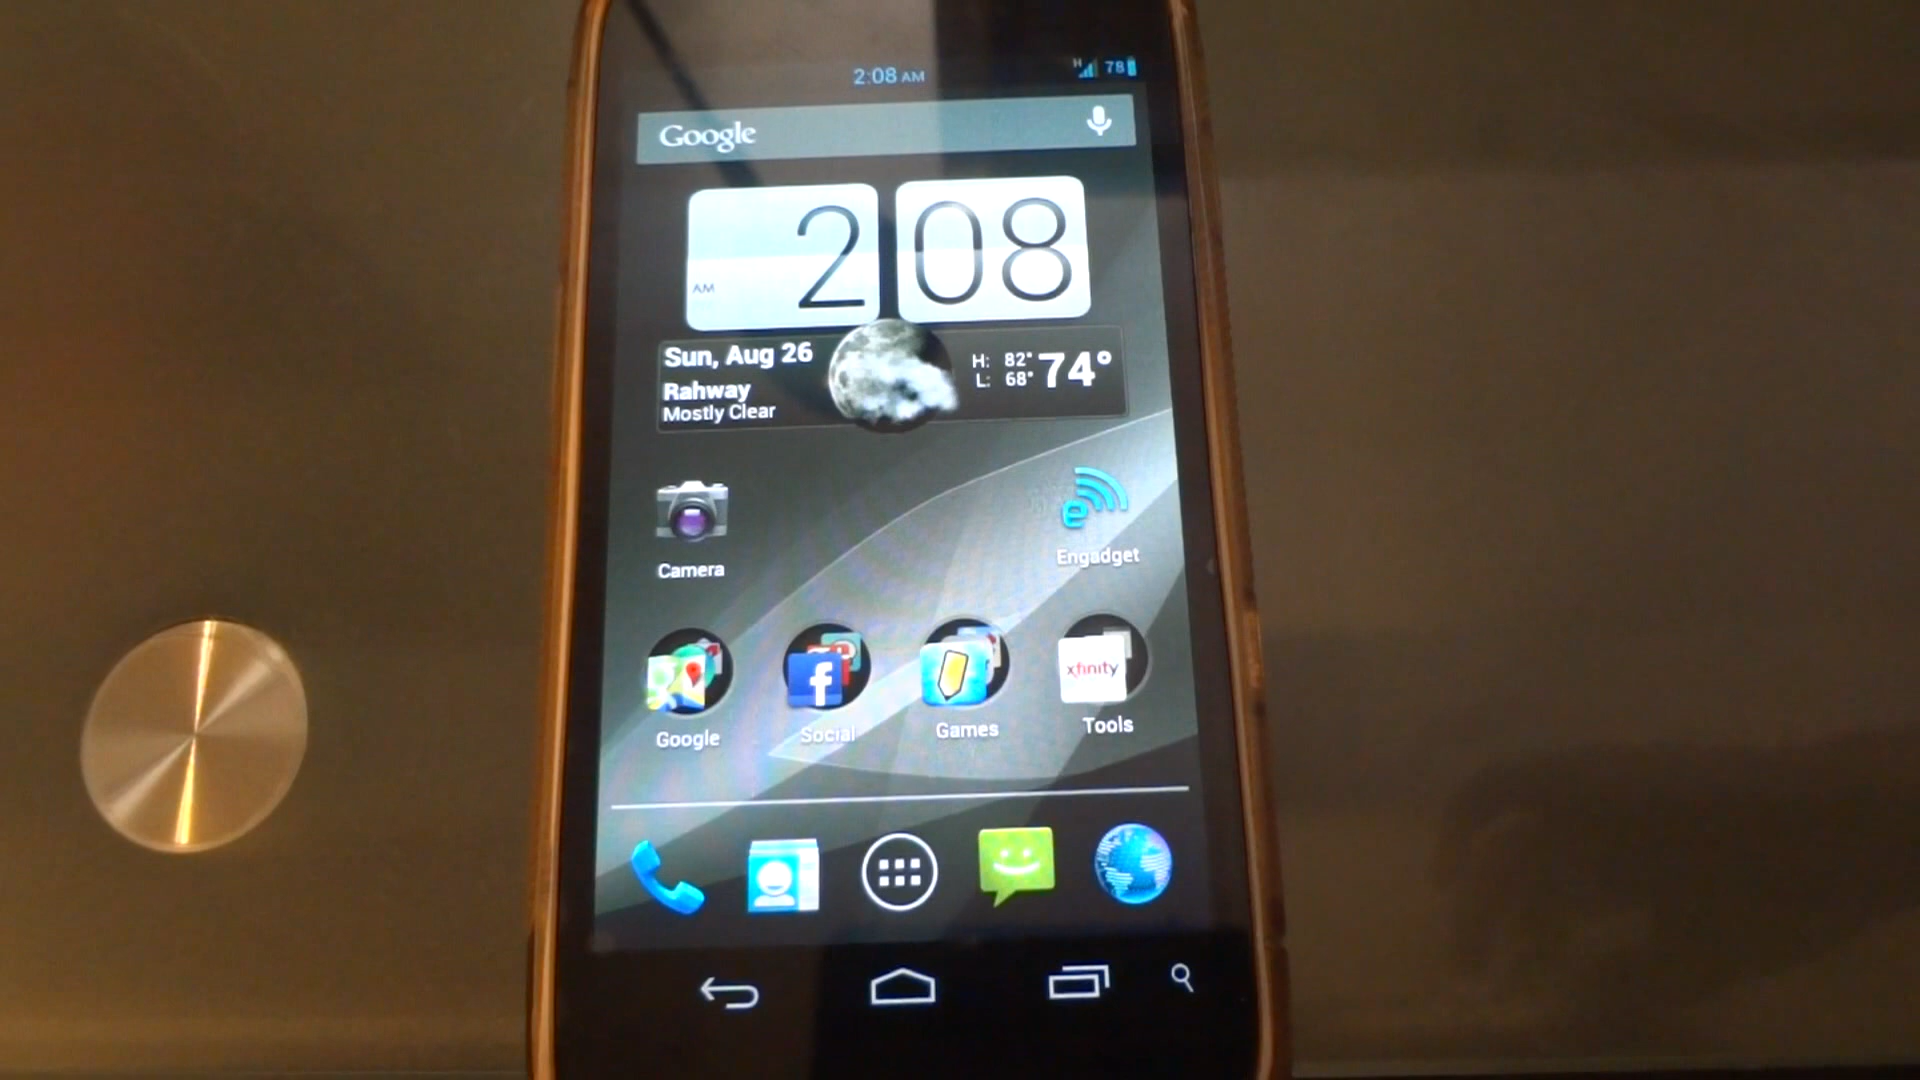 2:08 AM
H 78
Google
AM 2 08
Sun, Aug 26
Rahway
Mostly Clear
H: 82°
L: 68°
74°
Camera
Engadget
xfinity
Google
Social
Games
Tools